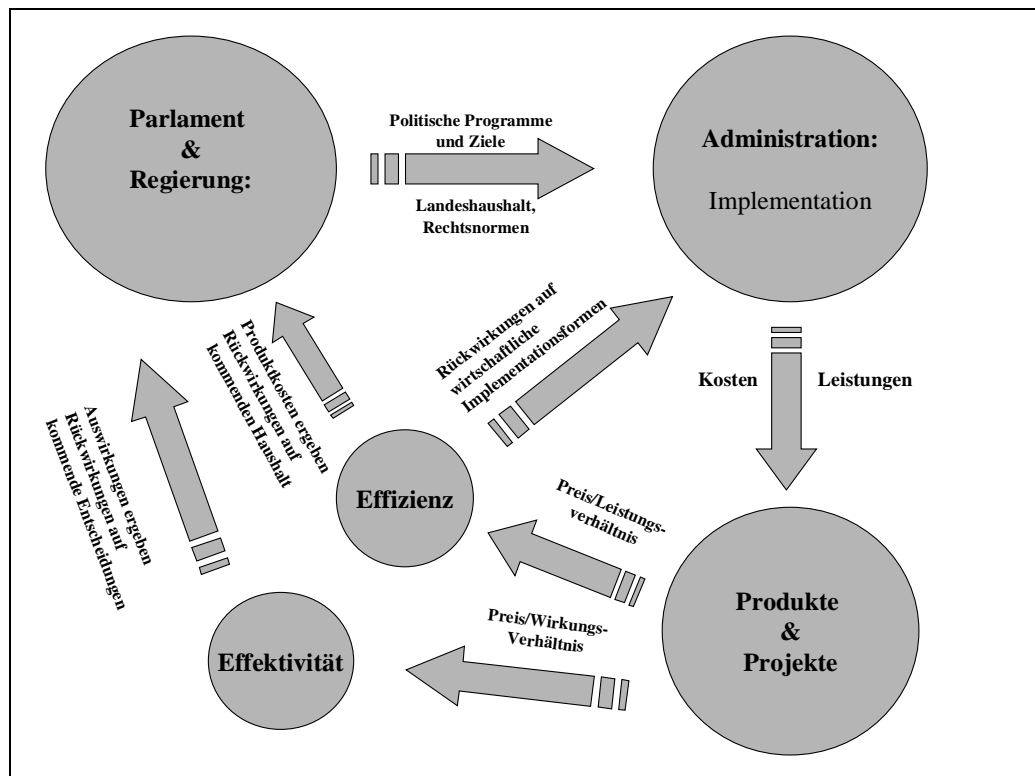 Parlament
&
Regierung:
Politische Programme
und Ziele
Landeshaushalt,
Rechtsnormen
Administration:
Implementation
Kosten
Leistungen
Rückwirkungen auf
wirtschaftliche
Implementationsformen
Produktkosten ergeben
Rückwirkungen auf
kommenden Haushalt
Auswirkungen ergeben
Rückwirkungen auf
kommende Entscheidungen
Effizienz
Preis/Leistungs-
verhältnis
Produkte
&
Projekte
Preis/Wirkungs-
Verhältnis
Effektivität